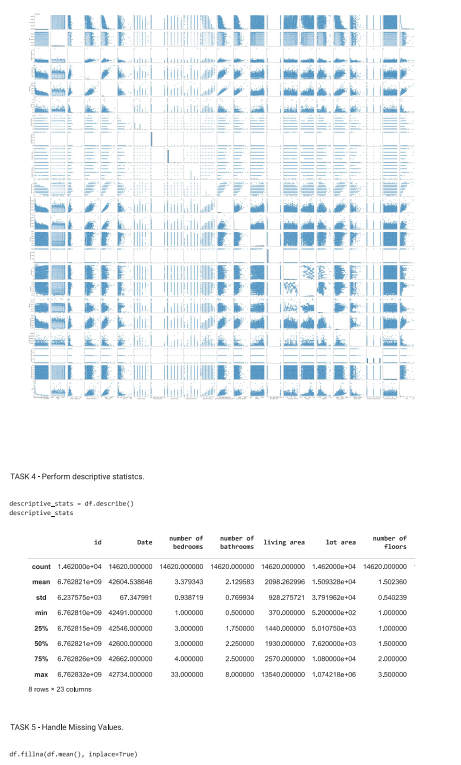 TASK 4 - Perform descriptive statistcs.
descriptive_stats = df.describe()
descriptive_stats
id Date number of bedrooms number of bathrooms living area lot area number of floors
count 1.462000e+04 14620.000000 14620.000000 14620.000000 14620.000000 1.462000e+04 14620.000000
mean 6.762821e+09 42604.538646 3.379343 2.129583 2098.262996 1.509328e+04 1.502360
std 6.237575e+03 67.347991 0.938719 0.769934 928.275721 3.791962e+04 0.540239
min 6.762810e+09 42491.000000 1.000000 0.500000 370.000000 5.200000e+02 1.000000
25% 6.762815e+09 42546.000000 3.000000 1.750000 1440.000000 5.010750e+03 1.000000
50% 6.762821e+09 42600.000000 3.000000 2.250000 1930.000000 7.620000e+03 1.500000
75% 6.762826e+09 42662.000000 4.000000 2.500000 2570.000000 1.080000e+04 2.000000
max 6.762832e+09 42734.000000 33.000000 8.000000 13540.000000 1.074218e+06 3.500000
8 rows × 23 columns
TASK 5 - Handle Missing Values.
df.fillna(df.mean(), inplace=True)